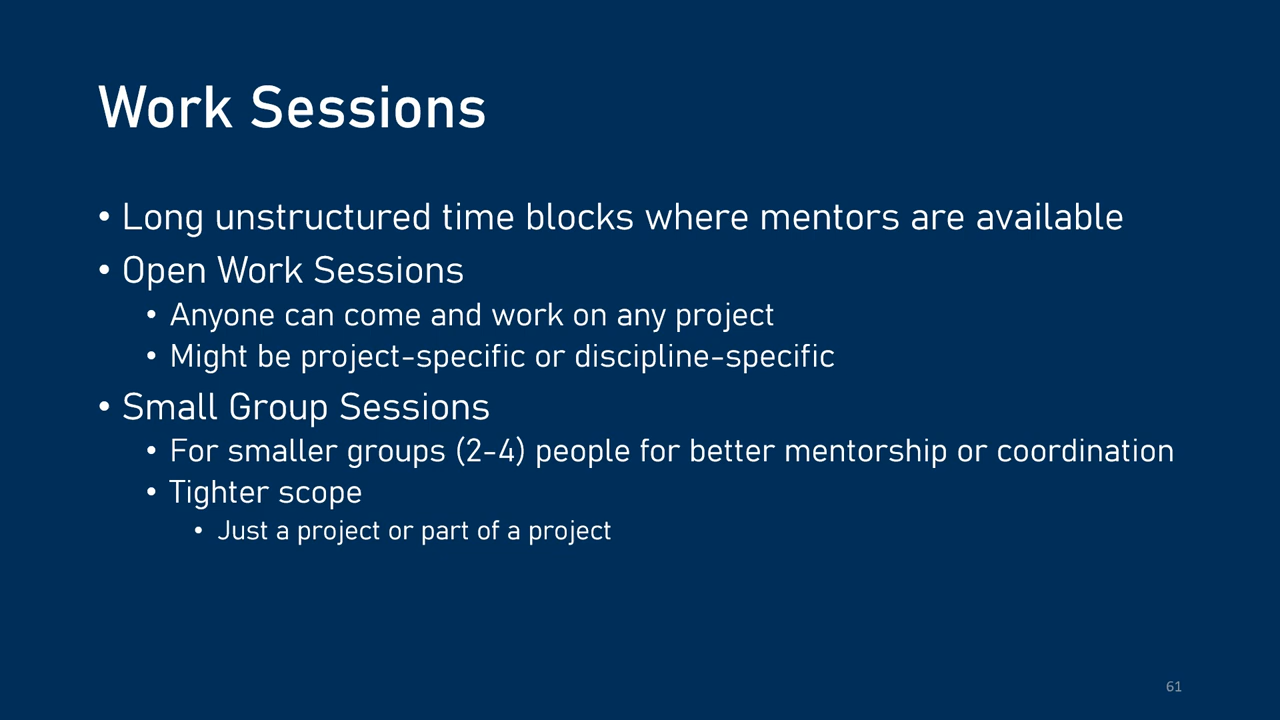 Work Sessions
• Long unstructured time blocks where mentors are available
• Open Work Sessions
• Anyone can come and work on any project
• Might be project-specific or discipline-specific
• Small Group Sessions
• For smaller groups (2-4) people for better mentorship or coordination
• Tighter scope
• Just a project or part of a project
61